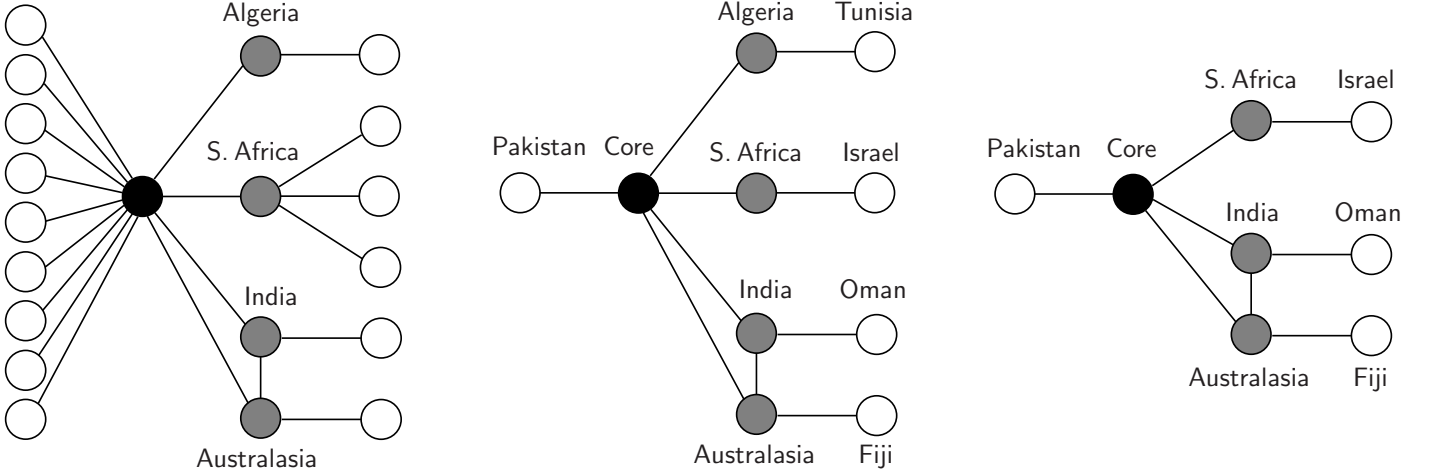 Algeria
S. Africa
India
Australasia
Algeria Tunisia
Pakistan Core S. Africa Israel
India Oman
Australasia Fiji
S. Africa Israel
Pakistan Core
India Oman
Australasia Fiji